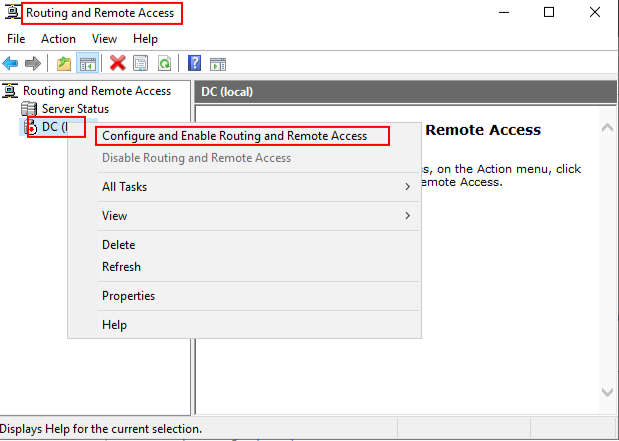 Routing and Remote Access
File Action View Help
Routing and Remote Access
Server Status
DC (l
DC (local)
Configure and Enable Routing and Remote Access
Disable Routing and Remote Access
All Tasks
View
Delete
Refresh
Properties
Help
Remote Access
s, on the Action menu, click
emote Access.
Displays Help for the current selection.